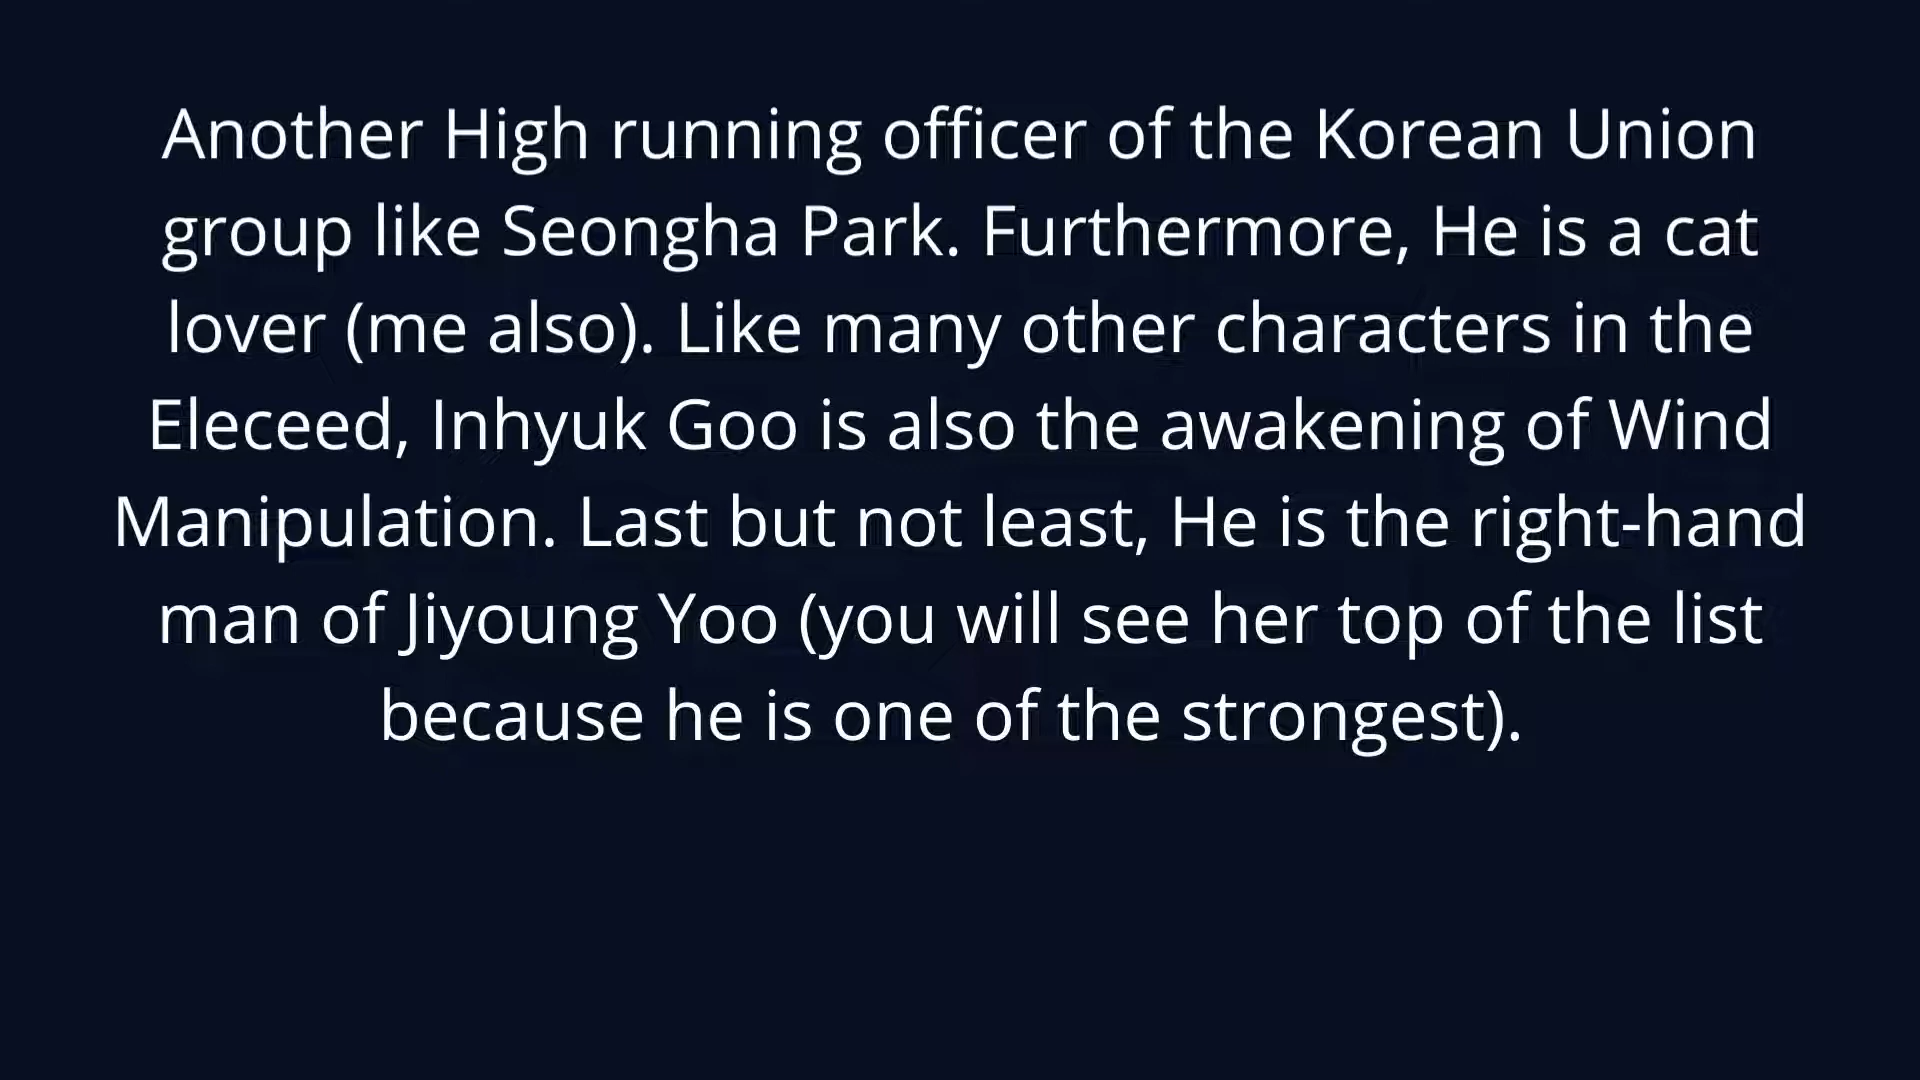 Another High running officer of the Korean Union
group like Seongha Park. Furthermore, He is a cat
lover (me also). Like many other characters in the
Eleceed, Inhyuk Goo is also the awakening of Wind
Manipulation. Last but not least, He is the right-hand
man of Jiyoung Yoo (you will see her top of the list
because he is one of the strongest).